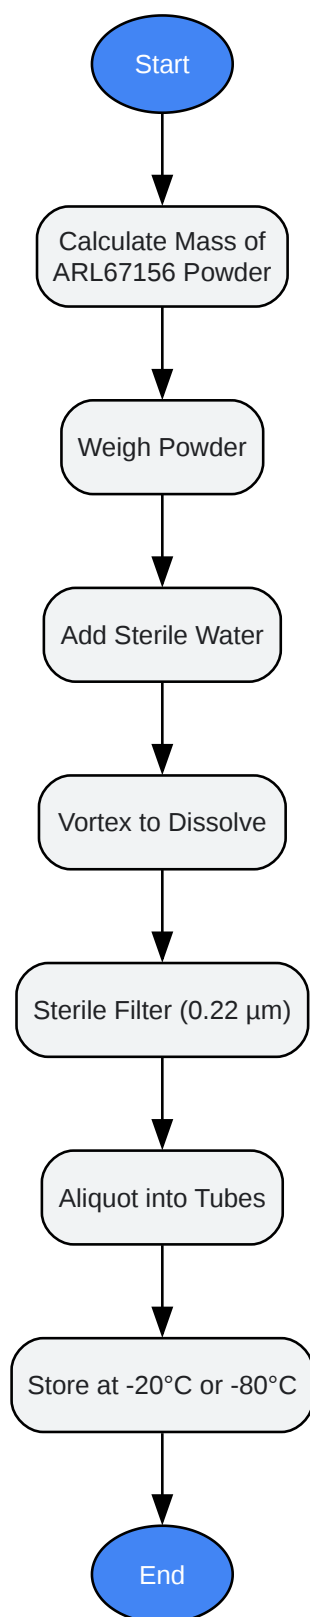 Start
Calculate Mass of
ARL67156 Powder
Weigh Powder
Add Sterile Water
Vortex to Dissolve
Sterile Filter (0.22 µm)
Aliquot into Tubes
Store at -20°C or -80°C
End